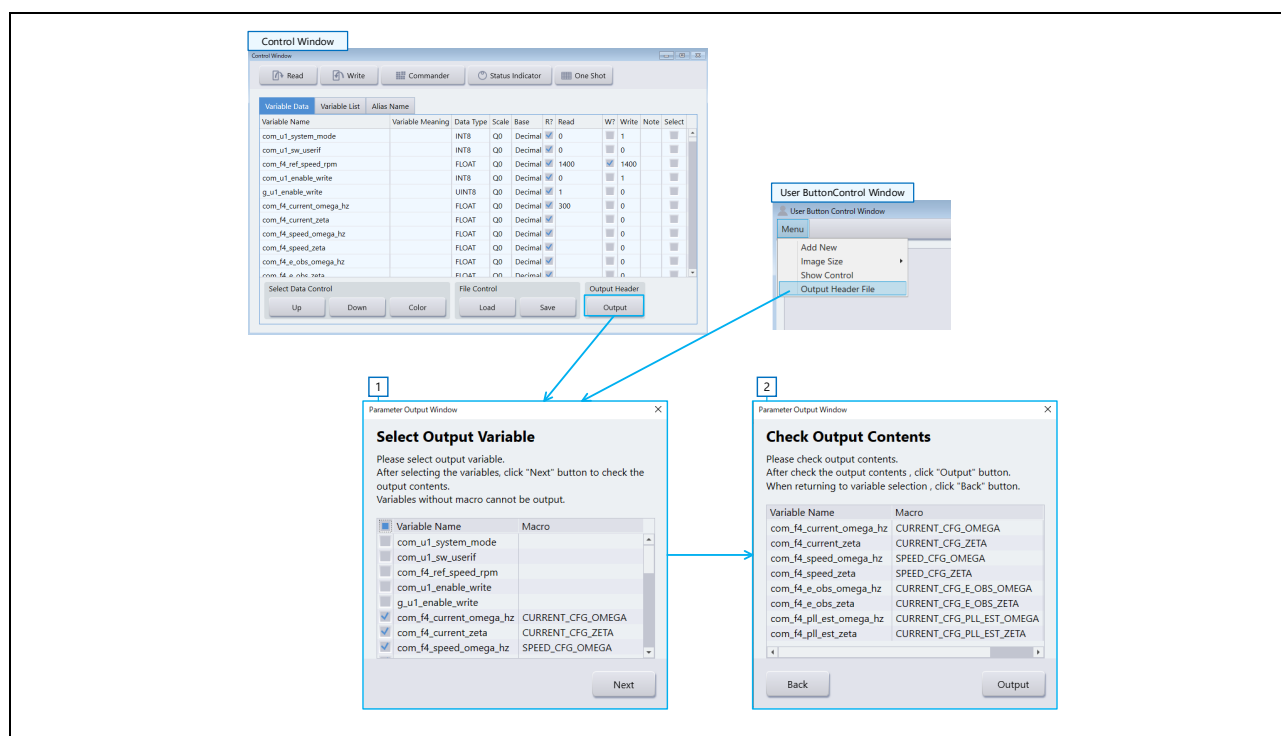 Control Window
Control Window
Read Write Commander Status Indicator One Shot
Variable Data Variable List Alias Name
Variable Name Variable Meaning Data Type Scale Base R? Read W? Write Note Select
com_u1_system_mode INT8 Q0 Decimal 0 1
com_u1_sw_userif INT8 Q0 Decimal 0 0
com_f4_ref_speed_rpm FLOAT Q0 Decimal 1400 1400
com_u1_enable_write INT8 Q0 Decimal 0 1
g_u1_enable_write UINT8 Q0 Decimal 1 0
com_f4_current_omega_hz FLOAT Q0 Decimal 300 0
com_f4_current_zeta FLOAT Q0 Decimal 0
com_f4_speed_omega_hz FLOAT Q0 Decimal 0
com_f4_speed_zeta FLOAT Q0 Decimal 0
com_f4_e_obs_omega_hz FLOAT Q0 Decimal 0
com_f4_e_obs_zeta FLOAT Q0 Decimal 0
Select Data Control File Control Output Header
Up Down Color Load Save Output
User ButtonControl Window
User Button Control Window
Menu
Add New
Image Size
Show Control
Output Header File
1
Parameter Output Window
Select Output Variable
Please select output variable.
After selecting the variables, click "Next" button to check the
output contents.
Variables without macro cannot be output.
Variable Name Macro
com_u1_system_mode
com_u1_sw_userif
com_f4_ref_speed_rpm
com_u1_enable_write
g_u1_enable_write
com_f4_current_omega_hz CURRENT_CFG_OMEGA
com_f4_current_zeta CURRENT_CFG_ZETA
com_f4_speed_omega_hz SPEED_CFG_OMEGA
Next
2
Parameter Output Window
Check Output Contents
Please check output contents.
After check the output contents , click "Output" button.
When returning to variable selection , click "Back" button.
Variable Name Macro
com_f4_current_omega_hz CURRENT_CFG_OMEGA
com_f4_current_zeta CURRENT_CFG_ZETA
com_f4_speed_omega_hz SPEED_CFG_OMEGA
com_f4_speed_zeta SPEED_CFG_ZETA
com_f4_e_obs_omega_hz CURRENT_CFG_E_OBS_OMEGA
com_f4_e_obs_zeta CURRENT_CFG_E_OBS_ZETA
com_f4_pll_est_omega_hz CURRENT_CFG_PLL_EST_OMEGA
com_f4_pll_est_zeta CURRENT_CFG_PLL_EST_ZETA
Back Output